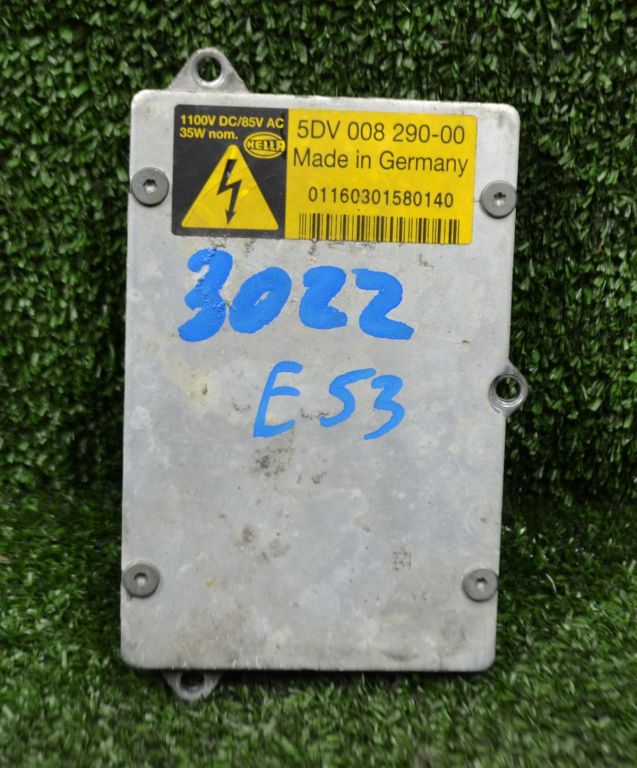 1100V DC/85V AC
35W nom.
HELLA
5DV 008 290-00
Made in Germany
01160301580140
3022
E53